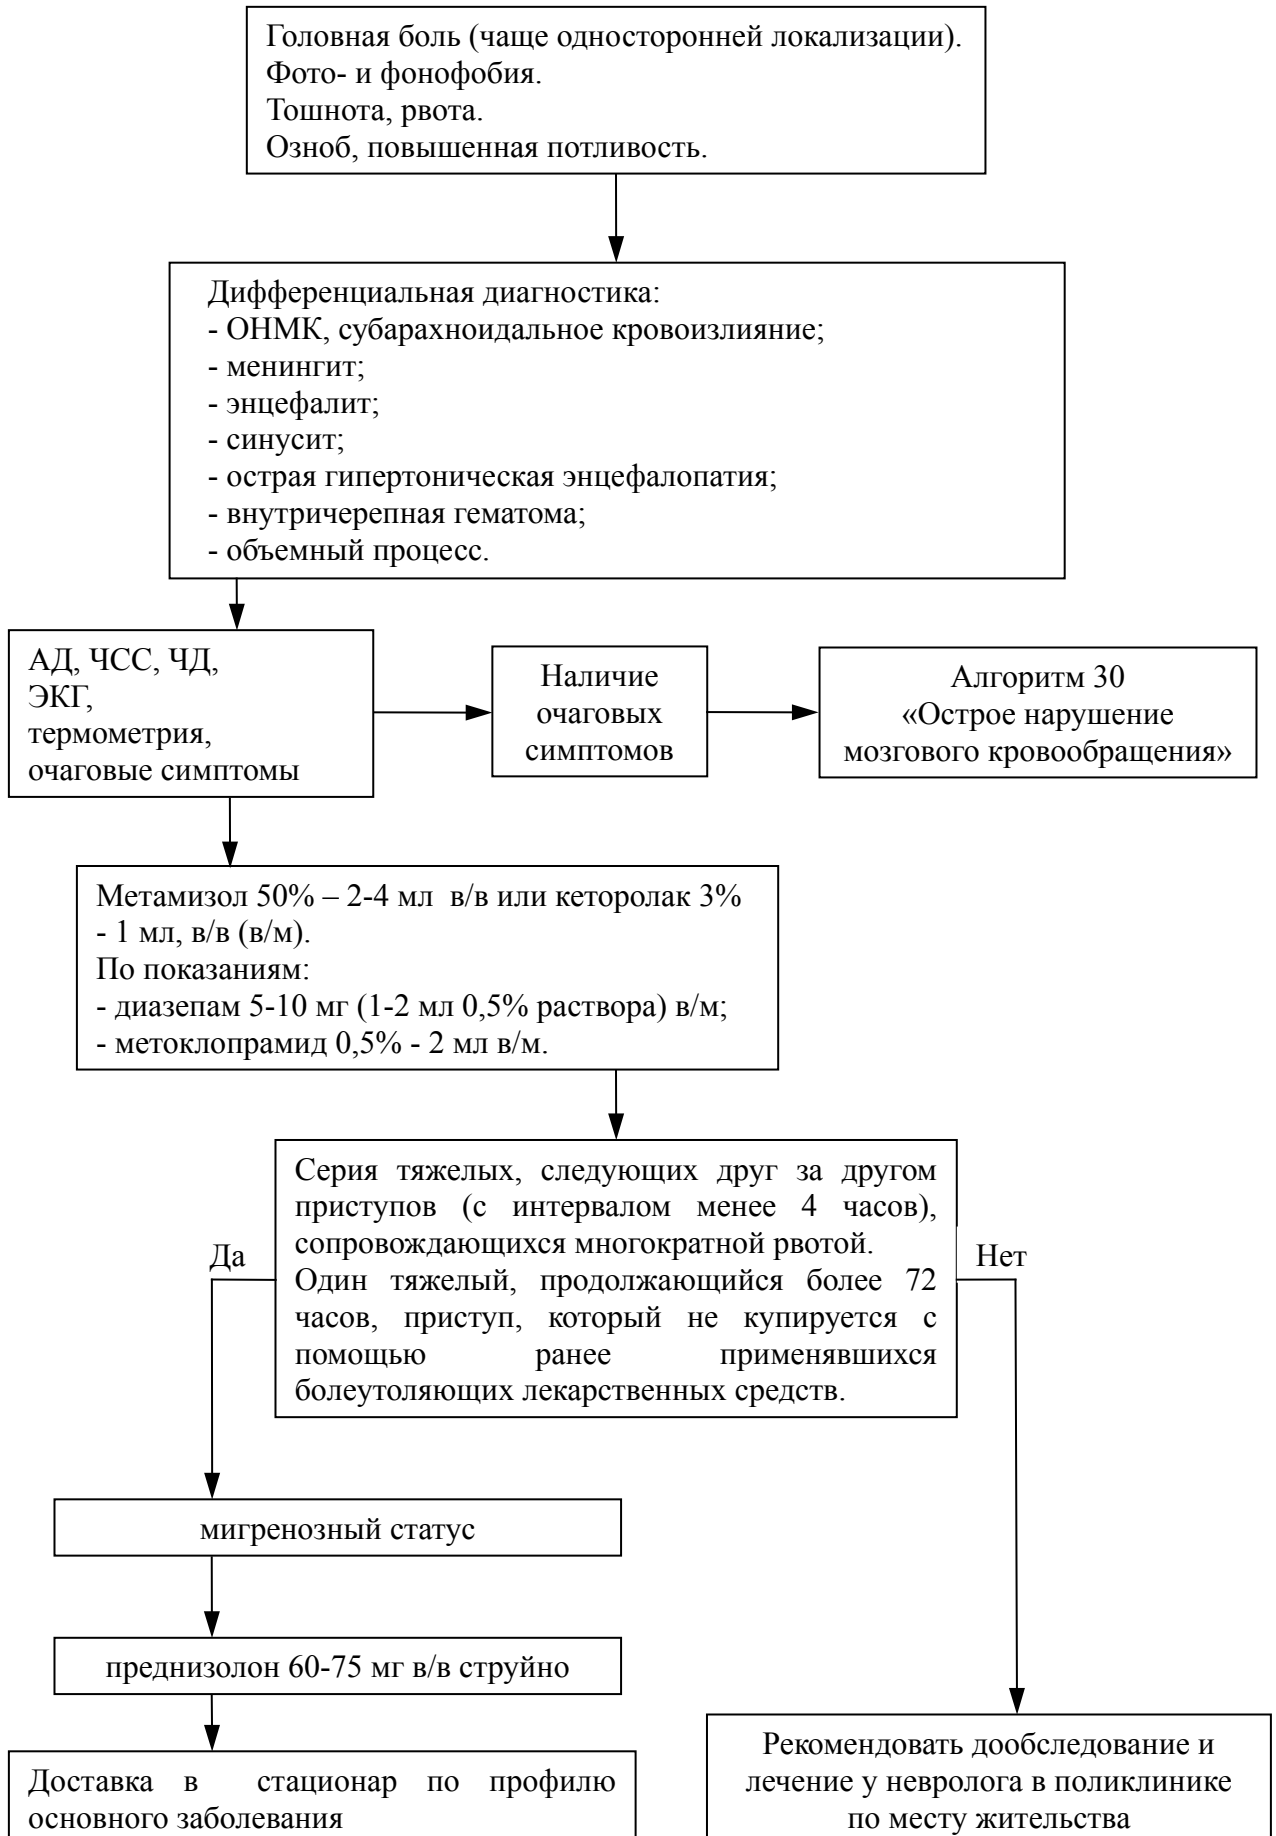 Головная боль (чаще односторонней локализации).
Фото- и фонофобия.
Тошнота, рвота.
Озноб, повышенная потливость.
Дифференциальная диагностика:
- ОНМК, субарахноидальное кровоизлияние;
- менингит;
- энцефалит;
- синусит;
- острая гипертоническая энцефалопатия;
- внутричерепная гематома;
- объемный процесс.
АД, ЧСС, ЧД,
ЭКГ,
термометрия,
очаговые симптомы
Наличие
очаговых
симптомов
Алгоритм 30
«Острое нарушение
мозгового кровообращения»
Метамизол 50% – 2-4 мл в/в или кеторолак 3%
- 1 мл, в/в (в/м).
По показаниям:
- диазепам 5-10 мг (1-2 мл 0,5% раствора) в/м;
- метоклопрамид 0,5% - 2 мл в/м.
Серия тяжелых, следующих друг за другом
приступов (с интервалом менее 4 часов),
сопровождающихся многократной рвотой.
Один тяжелый, продолжающийся более 72
часов, приступ, который не купируется с
помощью ранее применявшихся
болеутоляющих лекарственных средств.
Да
Нет
мигренозный статус
преднизолон 60-75 мг в/в струйно
Доставка в стационар по профилю
основного заболевания
Рекомендовать дообследование и
лечение у невролога в поликлинике
по месту жительства